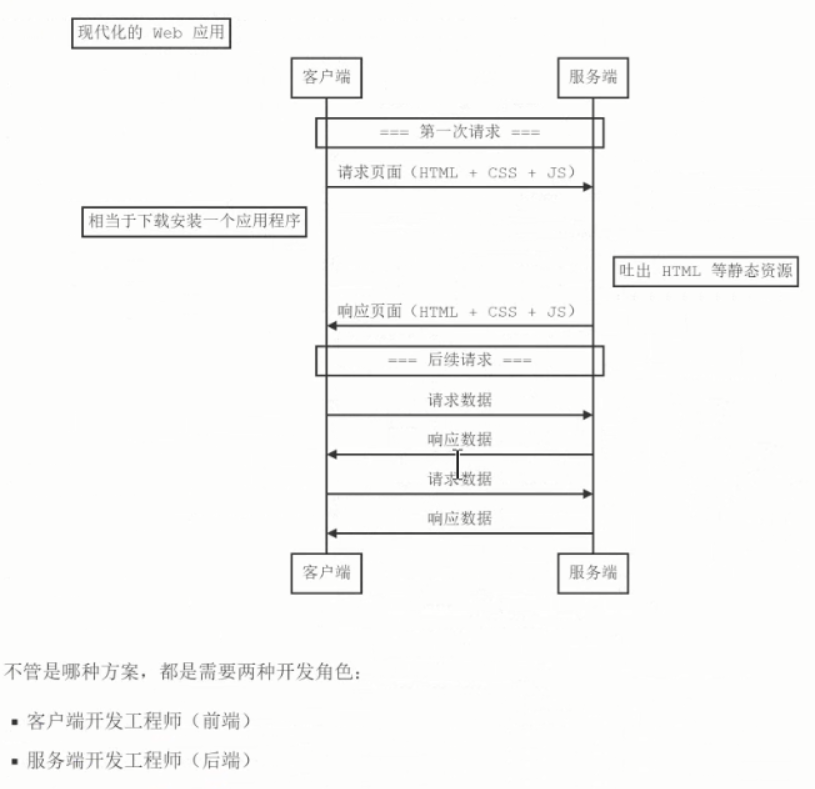 现代化的 Web 应用
客户端 服务端
=== 第一次请求 ===
请求页面（HTML + CSS + JS）
相当于下载安装一个应用程序
吐出 HTML 等静态资源
响应页面（HTML + CSS + JS）
=== 后续请求 ===
请求数据
响应数据
请求数据
响应数据
客户端 服务端
不管是哪种方案，都是需要两种开发角色：
▪ 客户端开发工程师（前端）
▪ 服务端开发工程师（后端）